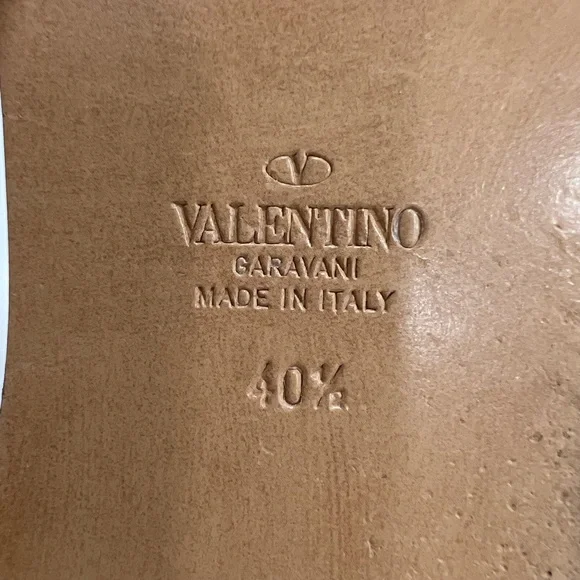 V
VALENTINO
GARAVANI
MADE IN ITALY
40½